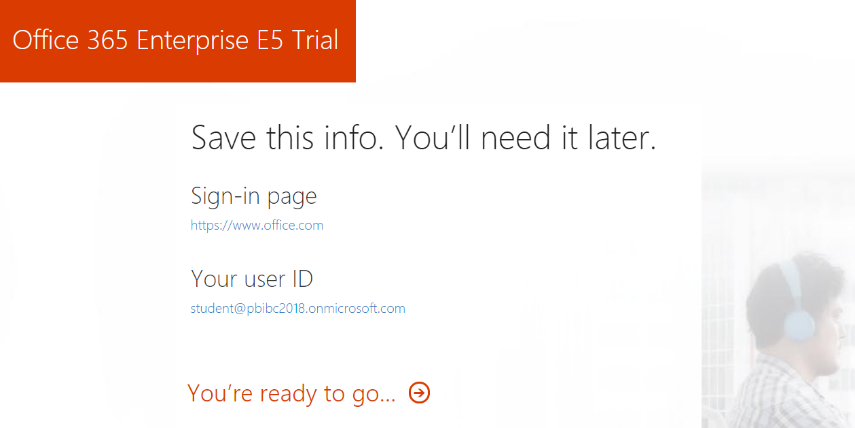 Office 365 Enterprise E5 Trial
Save this info. You'll need it later.
Sign-in page
https://www.office.com
Your user ID
student@pbibc2018.onmicrosoft.com
You're ready to go...